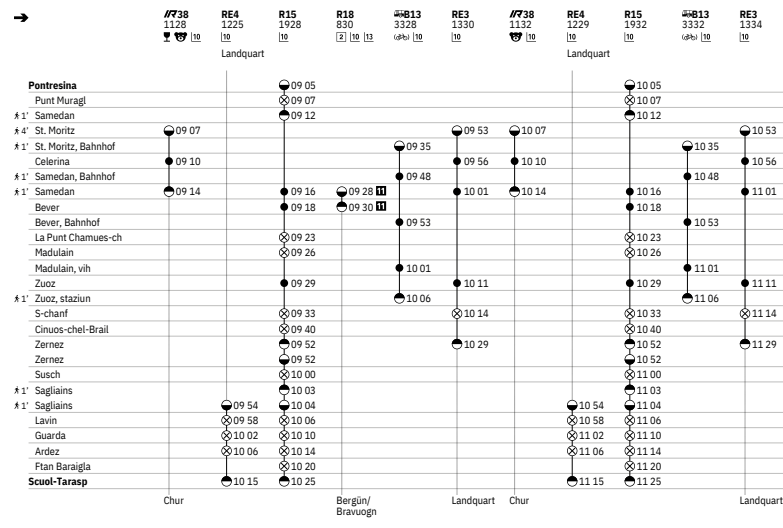 IR38 RE4 R15 R18 B13 RE3 IR38 RE4 R15 B13 RE3
1128 1225 1928 830 3328 1330 1132 1229 1932 3332 1334
10 10 10 2 10 13 10 10 10 10 10 10 10
Landquart Landquart
Pontresina 09 05 10 05
Punt Muragl 09 07 10 07
1' Samedan 09 12 10 12
4' St. Moritz 09 07 09 53 10 07 10 53
1' St. Moritz, Bahnhof 09 35 10 35
Celerina 09 10 09 56 10 10 10 56
1' Samedan, Bahnhof 09 48 10 48
1' Samedan 09 14 09 16 09 28 11 10 01 10 14 10 16 11 01
Bever 09 18 09 30 11 10 18
Bever, Bahnhof 09 53 10 53
La Punt Chamues-ch 09 23 10 23
Madulain 09 26 10 26
Madulain, vih 10 01 11 01
Zuoz 09 29 10 11 10 29 11 11
1' Zuoz, staziun 10 06 11 06
S-chanf 09 33 10 14 10 33 11 14
Cinuos-chel-Brail 09 40 10 40
Zernez 09 52 10 29 10 52 11 29
Zernez 09 52 10 52
Susch 10 00 11 00
1' Sagliains 10 03 11 03
1' Sagliains 09 54 10 04 10 54 11 04
Lavin 09 58 10 06 10 58 11 06
Guarda 10 02 10 10 11 02 11 10
Ardez 10 06 10 14 11 06 11 14
Ftan Baraigla 10 20 11 20
Scuol-Tarasp 10 15 10 25 11 15 11 25
Chur Bergün/ Landquart Chur Landquart
Bravuogn